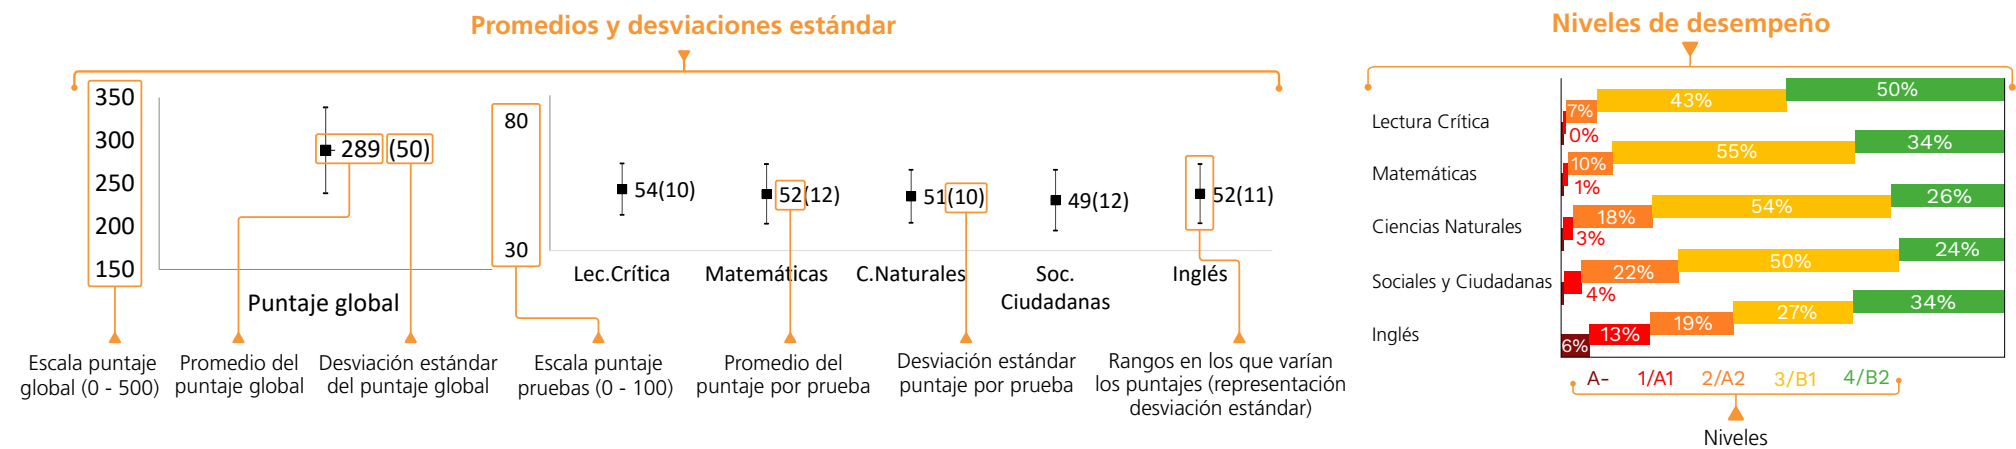 Promedios y desviaciones estándar
350
300
250
200
150
289 (50)
Puntaje global
80
30
54(10)
52(12)
51(10)
49(12)
52(11)
Lec.Crítica
Matemáticas
C.Naturales
Soc.
Ciudadanas
Inglés
Escala puntaje
global (0 - 500)
Promedio del
puntaje global
Desviación estándar
del puntaje global
Escala puntaje
pruebas (0 - 100)
Promedio del
puntaje por prueba
Desviación estándar
puntaje por prueba
Rangos en los que varían
los puntajes (representación
desviación estándar)
Niveles de desempeño
Lectura Crítica
0%
7%
43%
50%
Matemáticas
1%
10%
55%
34%
Ciencias Naturales
3%
18%
54%
26%
Sociales y Ciudadanas
4%
22%
50%
24%
Inglés
6%
13%
19%
27%
34%
A- 1/A1 2/A2 3/B1 4/B2
Niveles